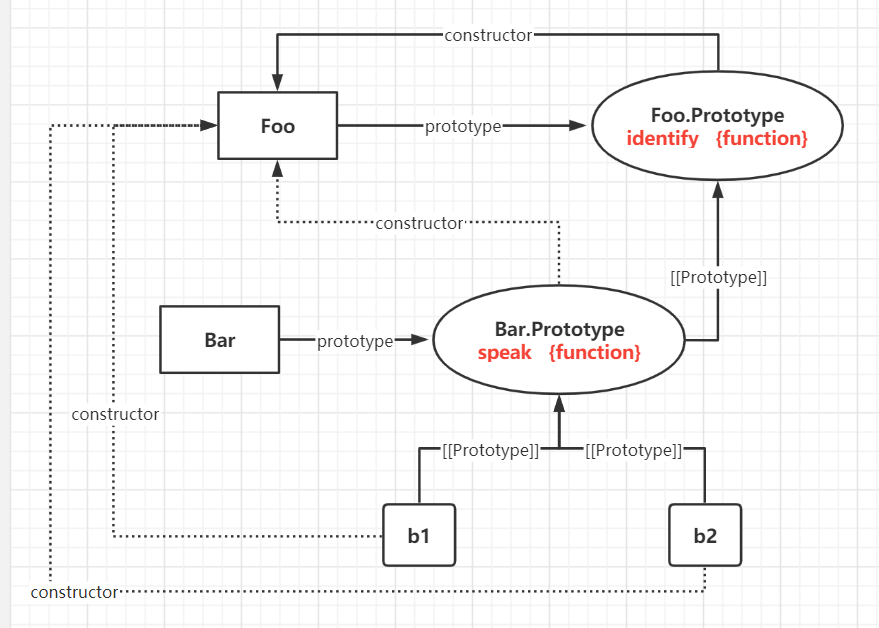 constructor
Foo
prototype
Foo.Prototype
identify {function}
constructor
[[Prototype]]
Bar
prototype
Bar.Prototype
speak {function}
constructor
[[Prototype]]
[[Prototype]]
b1
b2
constructor